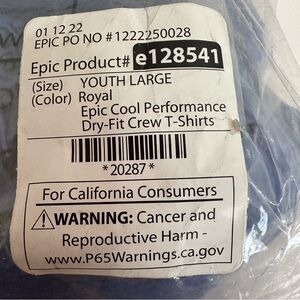 01 12 22
EPIC PO NO #1222250028
Epic Product# e128541
(Size) YOUTH LARGE
(Color) Royal
Epic Cool Performance
Dry-Fit Crew T-Shirts
*20287*
For California Consumers
⚠WARNING: Cancer and
Reproductive Harm -
www.P65Warnings.ca.gov